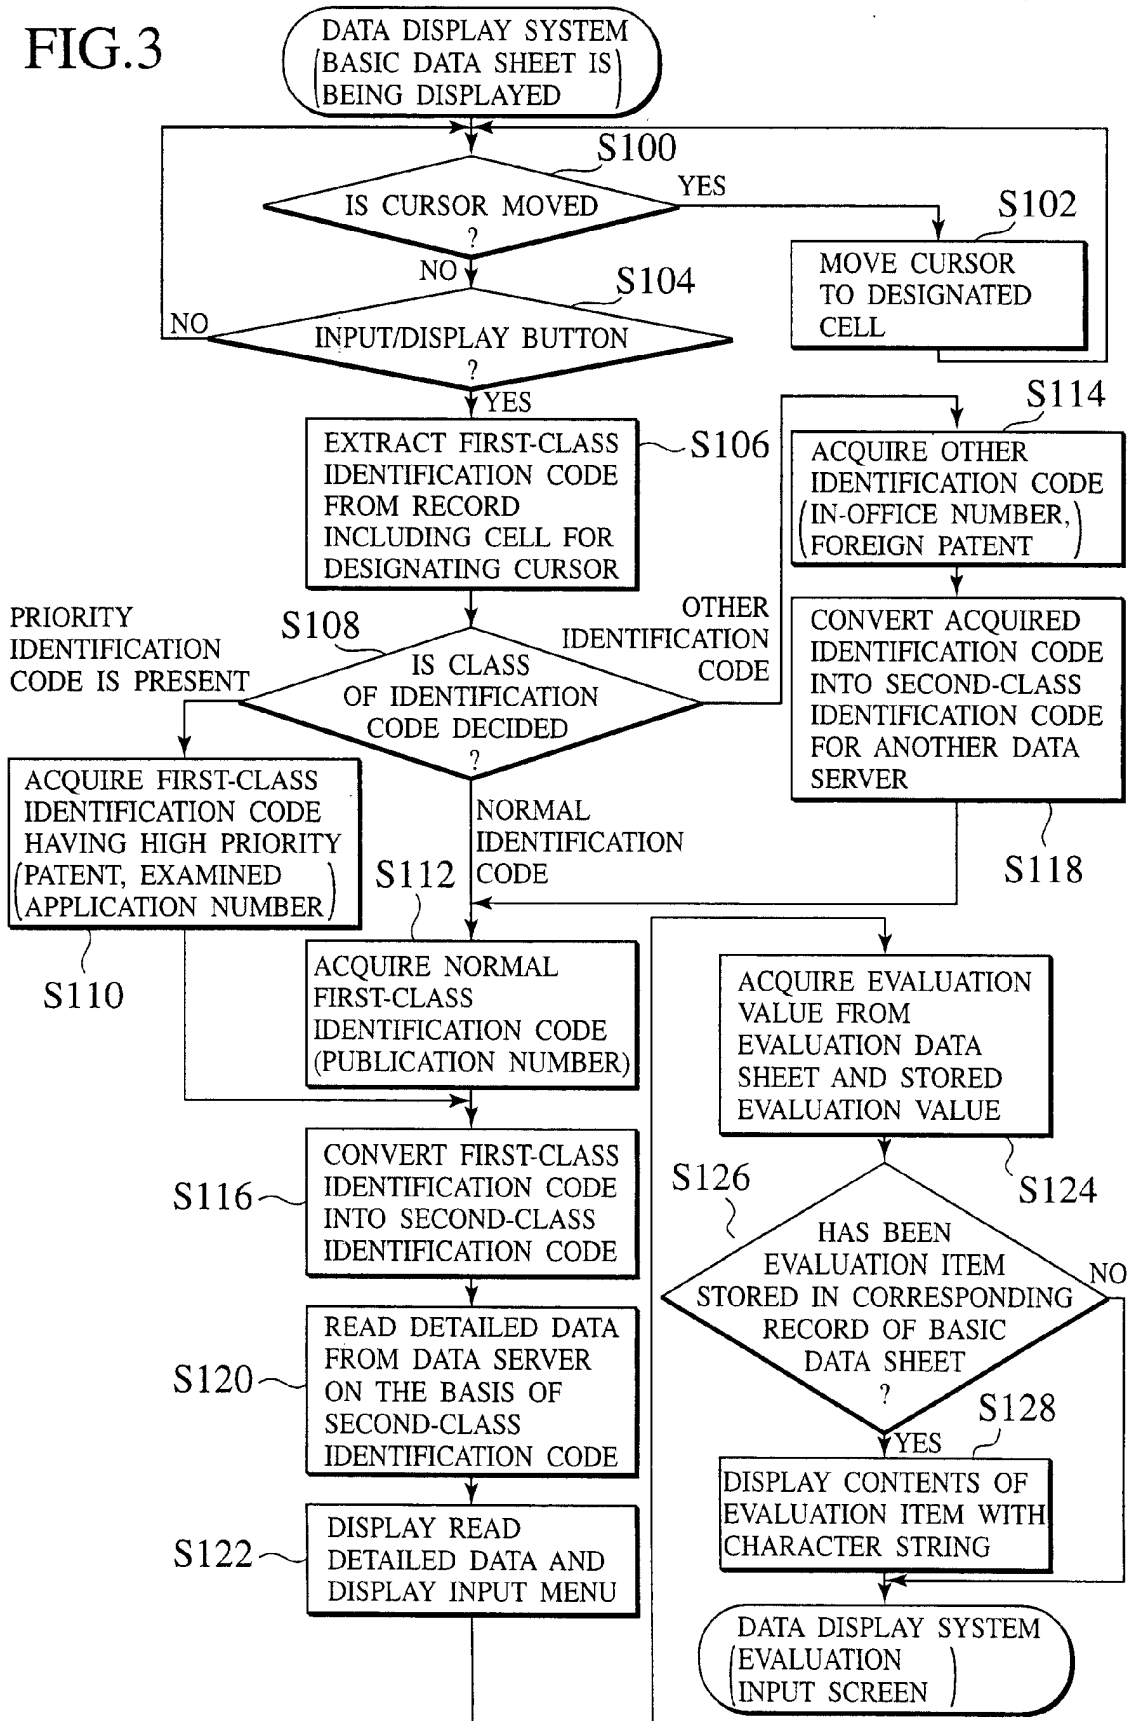 FIG.3
DATA DISPLAY SYSTEM
(BASIC DATA SHEET IS
BEING DISPLAYED)
S100
IS CURSOR MOVED
?
YES
S102
MOVE CURSOR
TO DESIGNATED
CELL
NO
S104
INPUT/DISPLAY BUTTON
?
NO
YES
S106
EXTRACT FIRST-CLASS
IDENTIFICATION CODE
FROM RECORD
INCLUDING CELL FOR
DESIGNATING CURSOR
S114
ACQUIRE OTHER
IDENTIFICATION CODE
(IN-OFFICE NUMBER,
FOREIGN PATENT)
PRIORITY
IDENTIFICATION
CODE IS PRESENT
S108
IS CLASS
OF IDENTIFICATION
CODE DECIDED
?
OTHER
IDENTIFICATION
CODE
CONVERT ACQUIRED
IDENTIFICATION CODE
INTO SECOND-CLASS
IDENTIFICATION CODE
FOR ANOTHER DATA
SERVER
S118
ACQUIRE FIRST-CLASS
IDENTIFICATION CODE
HAVING HIGH PRIORITY
(PATENT, EXAMINED
APPLICATION NUMBER)
S110
NORMAL
IDENTIFICATION
CODE
S112
ACQUIRE NORMAL
FIRST-CLASS
IDENTIFICATION CODE
(PUBLICATION NUMBER)
S116
CONVERT FIRST-CLASS
IDENTIFICATION CODE
INTO SECOND-CLASS
IDENTIFICATION CODE
S120
READ DETAILED DATA
FROM DATA SERVER
ON THE BASIS OF
SECOND-CLASS
IDENTIFICATION CODE
S122
DISPLAY READ
DETAILED DATA AND
DISPLAY INPUT MENU
ACQUIRE EVALUATION
VALUE FROM
EVALUATION DATA
SHEET AND STORED
EVALUATION VALUE
S124
S126
HAS BEEN
EVALUATION ITEM
STORED IN CORRESPONDING
RECORD OF BASIC
DATA SHEET
?
NO
YES
S128
DISPLAY CONTENTS OF
EVALUATION ITEM WITH
CHARACTER STRING
DATA DISPLAY SYSTEM
(EVALUATION
INPUT SCREEN)